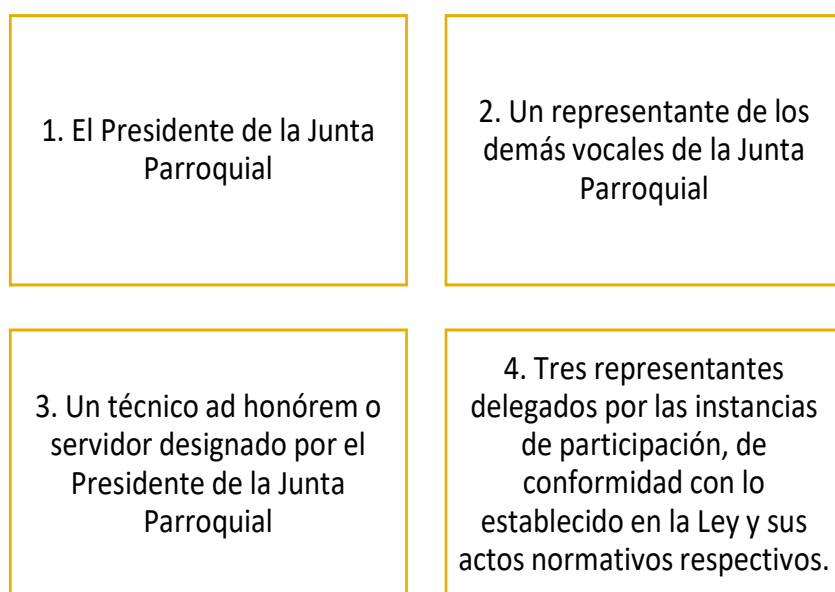 1. El Presidente de la Junta
Parroquial
2. Un representante de los
demás vocales de la Junta
Parroquial
3. Un técnico ad honórem o
servidor designado por el
Presidente de la Junta
Parroquial
4. Tres representantes
delegados por las instancias
de participación, de
conformidad con lo
establecido en la Ley y sus
actos normativos respectivos.